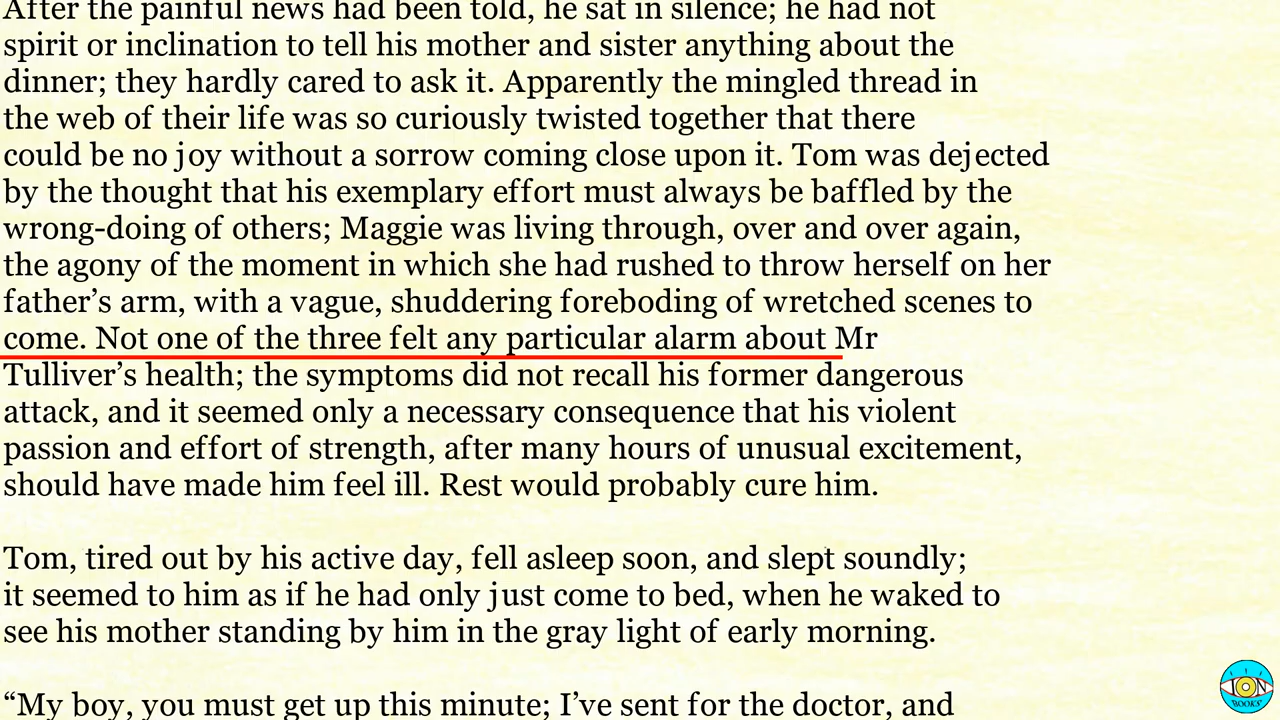 After the painful news had been told, he sat in silence; he had not
spirit or inclination to tell his mother and sister anything about the
dinner; they hardly cared to ask it. Apparently the mingled thread in
the web of their life was so curiously twisted together that there
could be no joy without a sorrow coming close upon it. Tom was dejected
by the thought that his exemplary effort must always be baffled by the
wrong-doing of others; Maggie was living through, over and over again,
the agony of the moment in which she had rushed to throw herself on her
father’s arm, with a vague, shuddering foreboding of wretched scenes to
come. Not one of the three felt any particular alarm about Mr
Tulliver’s health; the symptoms did not recall his former dangerous
attack, and it seemed only a necessary consequence that his violent
passion and effort of strength, after many hours of unusual excitement,
should have made him feel ill. Rest would probably cure him.
Tom, tired out by his active day, fell asleep soon, and slept soundly;
it seemed to him as if he had only just come to bed, when he waked to
see his mother standing by him in the gray light of early morning.
“My boy, you must get up this minute; I’ve sent for the doctor, and
ION
BOOKS